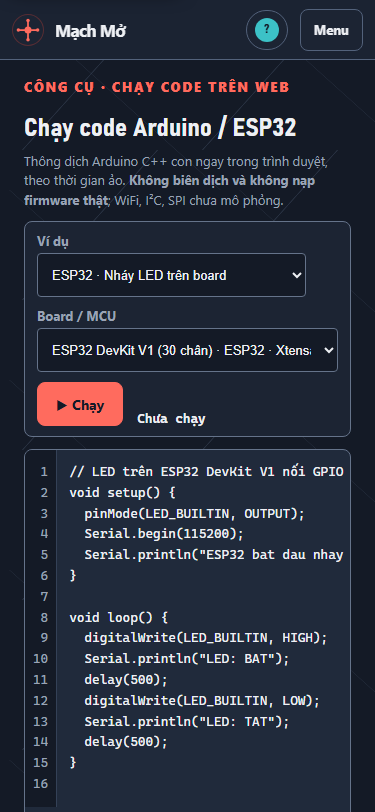 Mạch Mở
?
Menu
CÔNG CỤ · CHẠY CODE TRÊN WEB
Chạy code Arduino / ESP32
Thông dịch Arduino C++ con ngay trong trình duyệt,
theo thời gian ảo. Không biên dịch và không nạp
firmware thật; WiFi, I²C, SPI chưa mô phỏng.
Ví dụ
ESP32 · Nháy LED trên board
Board / MCU
ESP32 DevKit V1 (30 chân) · ESP32 · Xtens
▶ Chạy
Chưa chạy
1 // LED trên ESP32 DevKit V1 nối GPIO
2 void setup() {
3   pinMode(LED_BUILTIN, OUTPUT);
4   Serial.begin(115200);
5   Serial.println("ESP32 bat dau nhay
6 }
7
8 void loop() {
9   digitalWrite(LED_BUILTIN, HIGH);
10   Serial.println("LED: BAT");
11   delay(500);
12   digitalWrite(LED_BUILTIN, LOW);
13   Serial.println("LED: TAT");
14   delay(500);
15 }
16